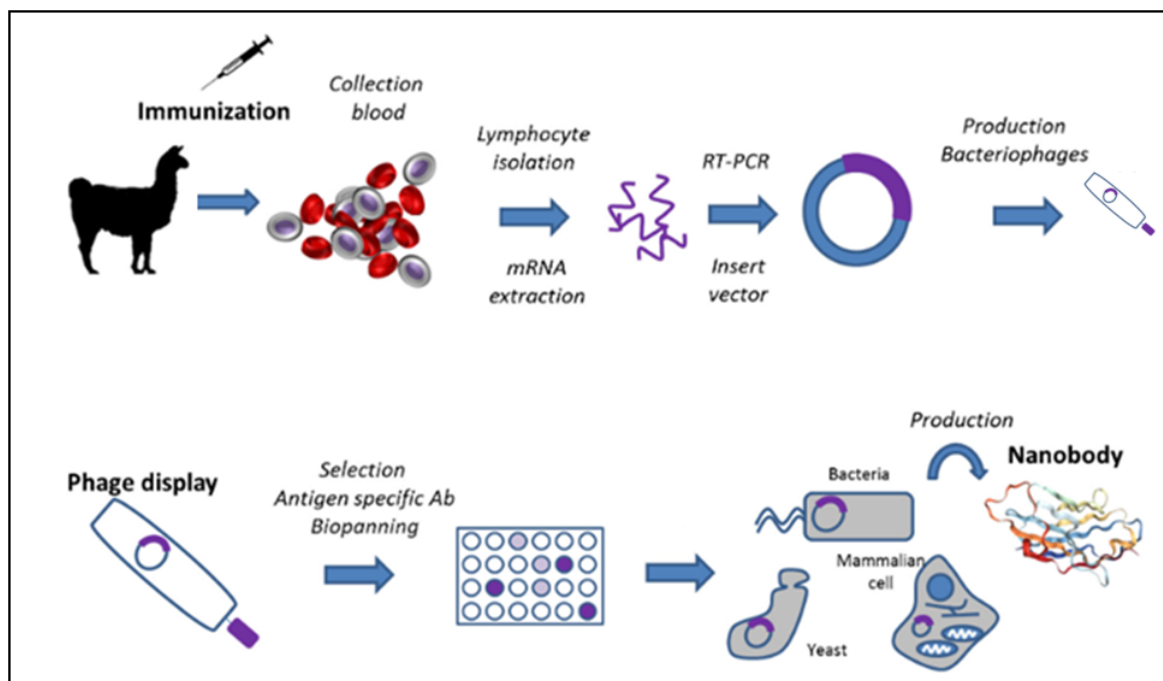 Immunization
Collection
blood
Lymphocyte
isolation
mRNA
extraction
RT-PCR
Insert
vector
Production
Bacteriophages
Phage display
Selection
Antigen specific Ab
Biopanning
Bacteria
Mammalian
cell
Yeast
Production
Nanobody